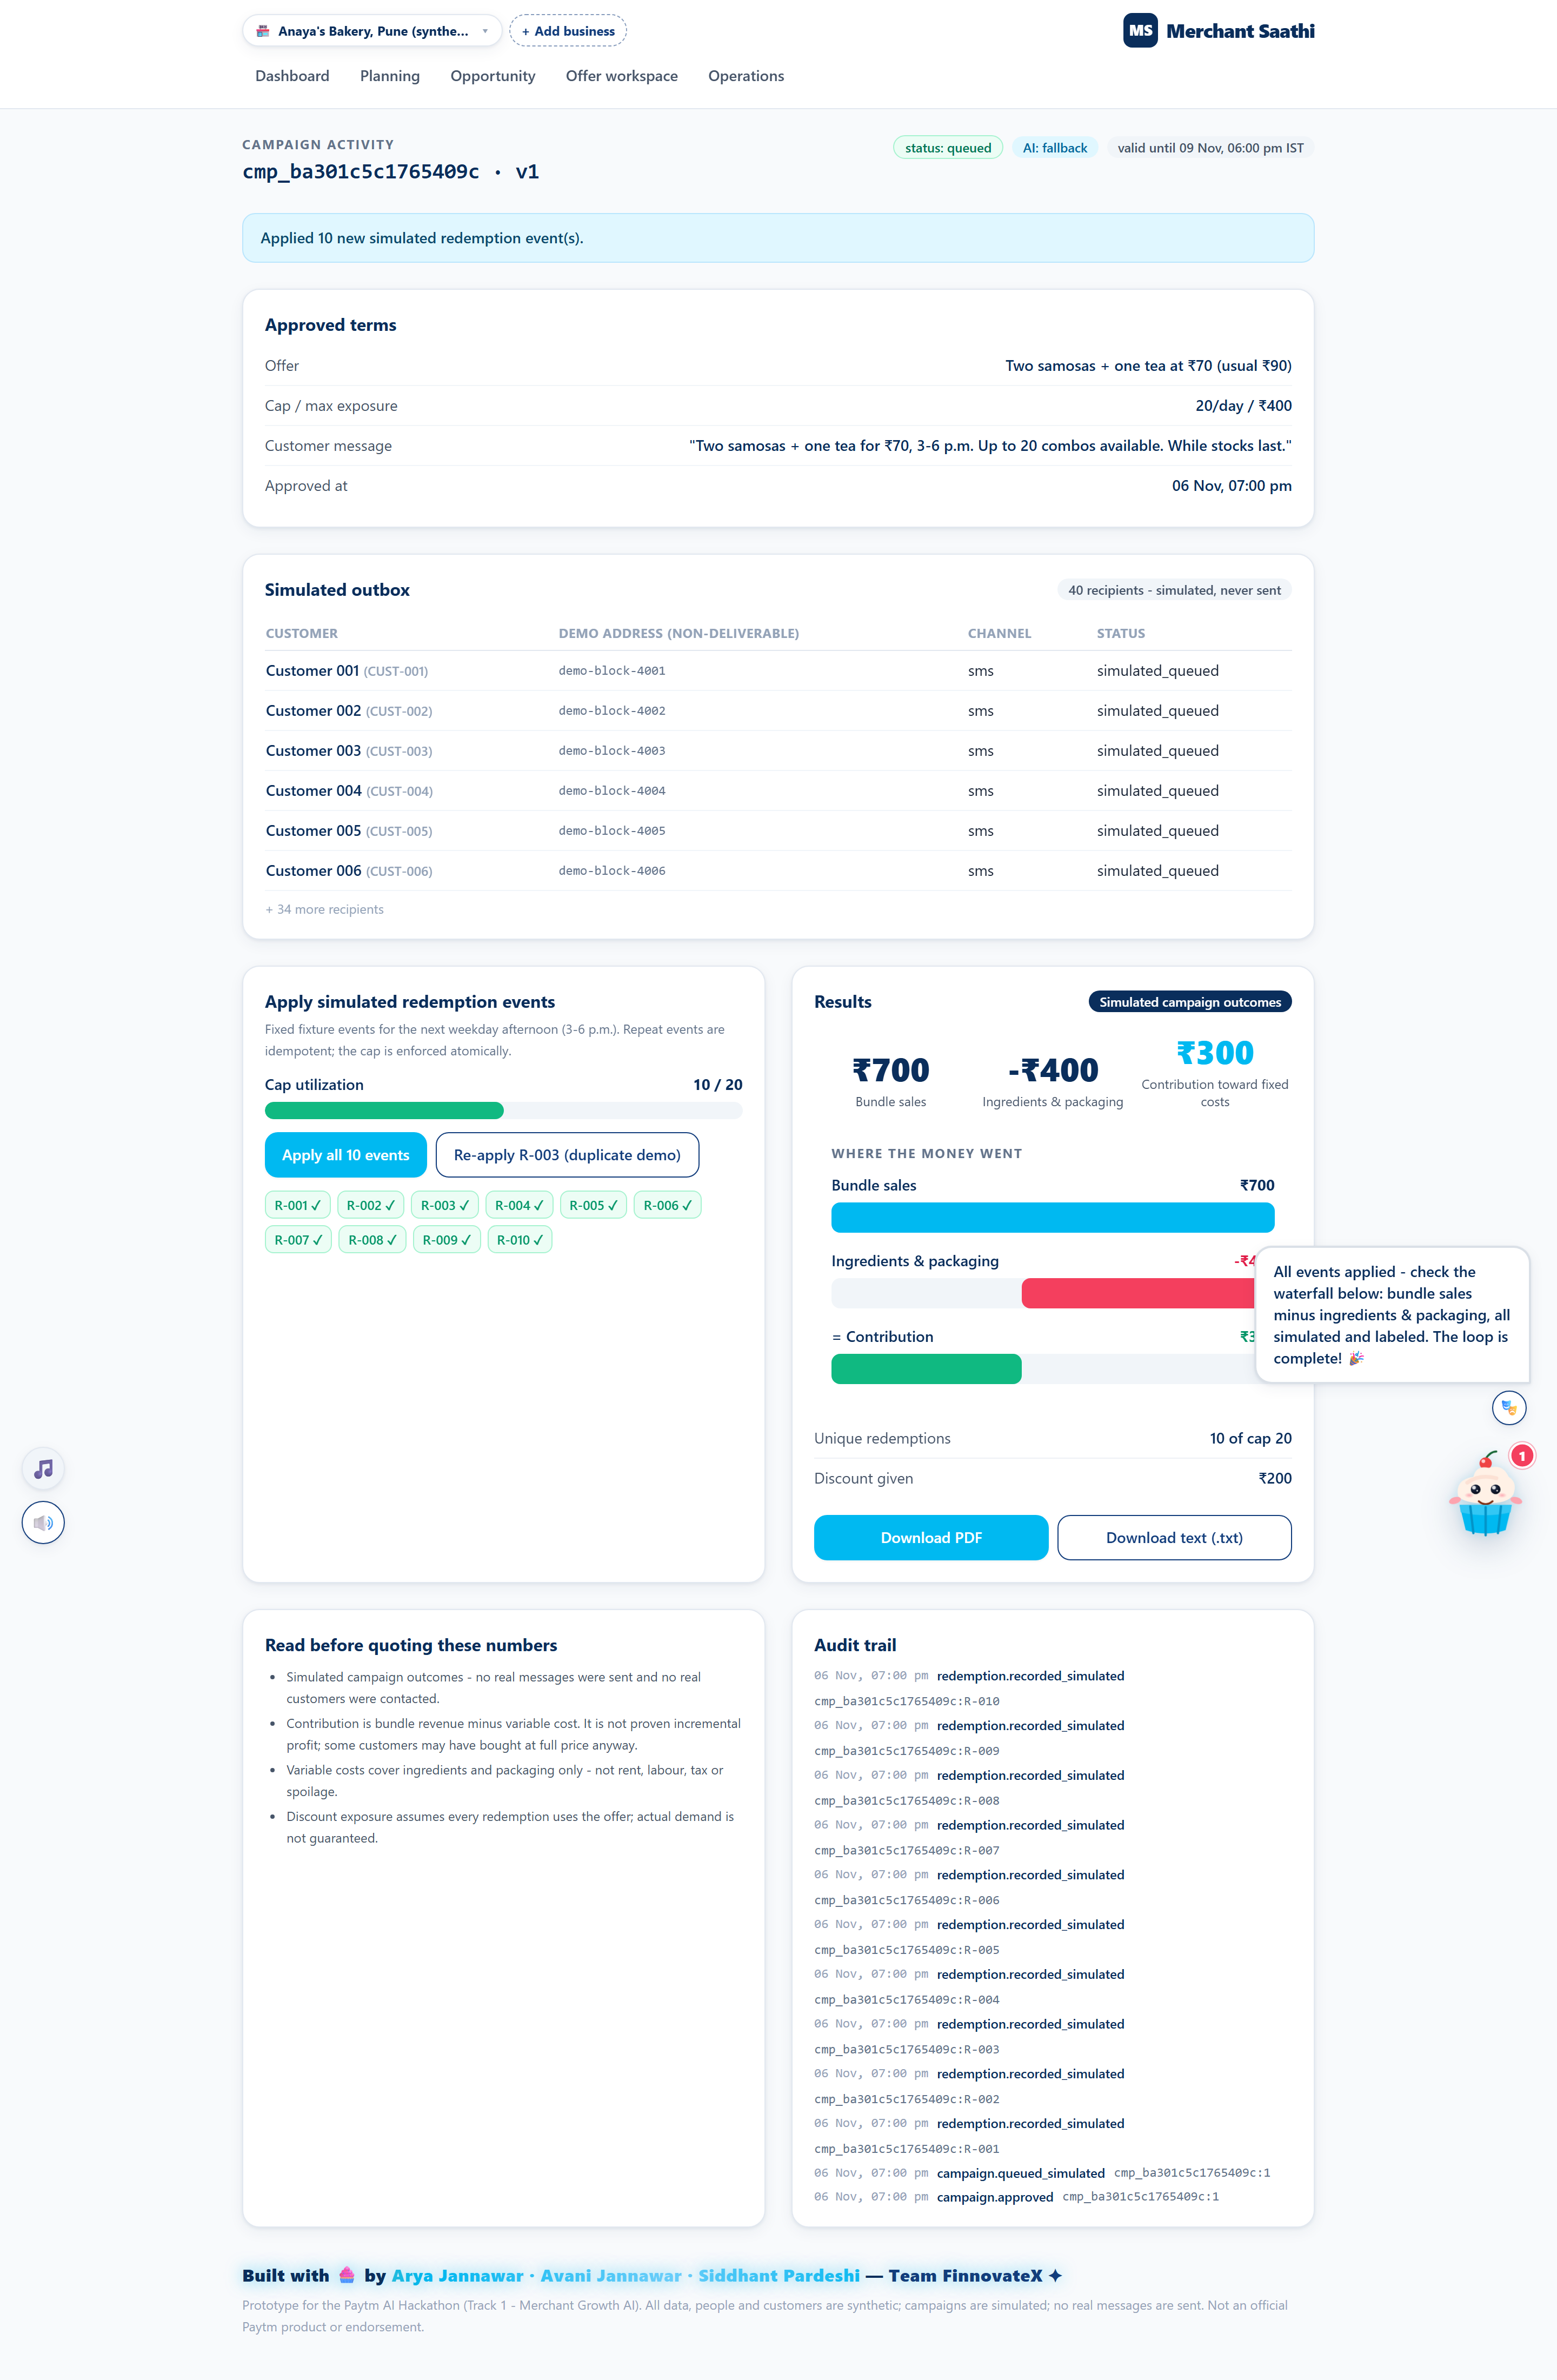 Anaya's Bakery, Pune (synthe...
+ Add business
MS Merchant Saathi
Dashboard Planning Opportunity Offer workspace Operations
CAMPAIGN ACTIVITY
cmp_ba301c5c1765409c · v1
status: queued AI: fallback valid until 09 Nov, 06:00 pm IST
Applied 10 new simulated redemption event(s).
Approved terms
Offer Two samosas + one tea at ₹70 (usual ₹90)
Cap / max exposure 20/day / ₹400
Customer message "Two samosas + one tea for ₹70, 3-6 p.m. Up to 20 combos available. While stocks last."
Approved at 06 Nov, 07:00 pm
Simulated outbox 40 recipients - simulated, never sent
CUSTOMER DEMO ADDRESS (NON-DELIVERABLE) CHANNEL STATUS
Customer 001 (CUST-001) demo-block-4001 sms simulated_queued
Customer 002 (CUST-002) demo-block-4002 sms simulated_queued
Customer 003 (CUST-003) demo-block-4003 sms simulated_queued
Customer 004 (CUST-004) demo-block-4004 sms simulated_queued
Customer 005 (CUST-005) demo-block-4005 sms simulated_queued
Customer 006 (CUST-006) demo-block-4006 sms simulated_queued
+ 34 more recipients
Apply simulated redemption events
Fixed fixture events for the next weekday afternoon (3-6 p.m.). Repeat events are
idempotent; the cap is enforced atomically.
Cap utilization 10 / 20
Apply all 10 events Re-apply R-003 (duplicate demo)
R-001 ✓ R-002 ✓ R-003 ✓ R-004 ✓ R-005 ✓ R-006 ✓
R-007 ✓ R-008 ✓ R-009 ✓ R-010 ✓
Results Simulated campaign outcomes
₹700 -₹400 ₹300
Bundle sales Ingredients & packaging Contribution toward fixed
costs
WHERE THE MONEY WENT
Bundle sales ₹700
Ingredients & packaging
= Contribution
All events applied - check the
waterfall below: bundle sales
minus ingredients & packaging, all
simulated and labeled. The loop is
complete! 🎉
1
Unique redemptions 10 of cap 20
Discount given ₹200
Download PDF Download text (.txt)
Read before quoting these numbers
• Simulated campaign outcomes - no real messages were sent and no real
customers were contacted.
• Contribution is bundle revenue minus variable cost. It is not proven incremental
profit; some customers may have bought at full price anyway.
• Variable costs cover ingredients and packaging only - not rent, labour, tax or
spoilage.
• Discount exposure assumes every redemption uses the offer; actual demand is
not guaranteed.
Audit trail
06 Nov, 07:00 pm redemption.recorded_simulated
cmp_ba301c5c1765409c:R-010
06 Nov, 07:00 pm redemption.recorded_simulated
cmp_ba301c5c1765409c:R-009
06 Nov, 07:00 pm redemption.recorded_simulated
cmp_ba301c5c1765409c:R-008
06 Nov, 07:00 pm redemption.recorded_simulated
cmp_ba301c5c1765409c:R-007
06 Nov, 07:00 pm redemption.recorded_simulated
cmp_ba301c5c1765409c:R-006
06 Nov, 07:00 pm redemption.recorded_simulated
cmp_ba301c5c1765409c:R-005
06 Nov, 07:00 pm redemption.recorded_simulated
cmp_ba301c5c1765409c:R-004
06 Nov, 07:00 pm redemption.recorded_simulated
cmp_ba301c5c1765409c:R-003
06 Nov, 07:00 pm redemption.recorded_simulated
cmp_ba301c5c1765409c:R-002
06 Nov, 07:00 pm redemption.recorded_simulated
cmp_ba301c5c1765409c:R-001
06 Nov, 07:00 pm campaign.queued_simulated cmp_ba301c5c1765409c:1
06 Nov, 07:00 pm campaign.approved cmp_ba301c5c1765409c:1
Built with 🧁 by Arya Jannawar · Avani Jannawar · Siddhant Pardeshi — Team FinnovateX ✦
Prototype for the Paytm AI Hackathon (Track 1 - Merchant Growth AI). All data, people and customers are synthetic; campaigns are simulated; no real messages are sent. Not an official
Paytm product or endorsement.